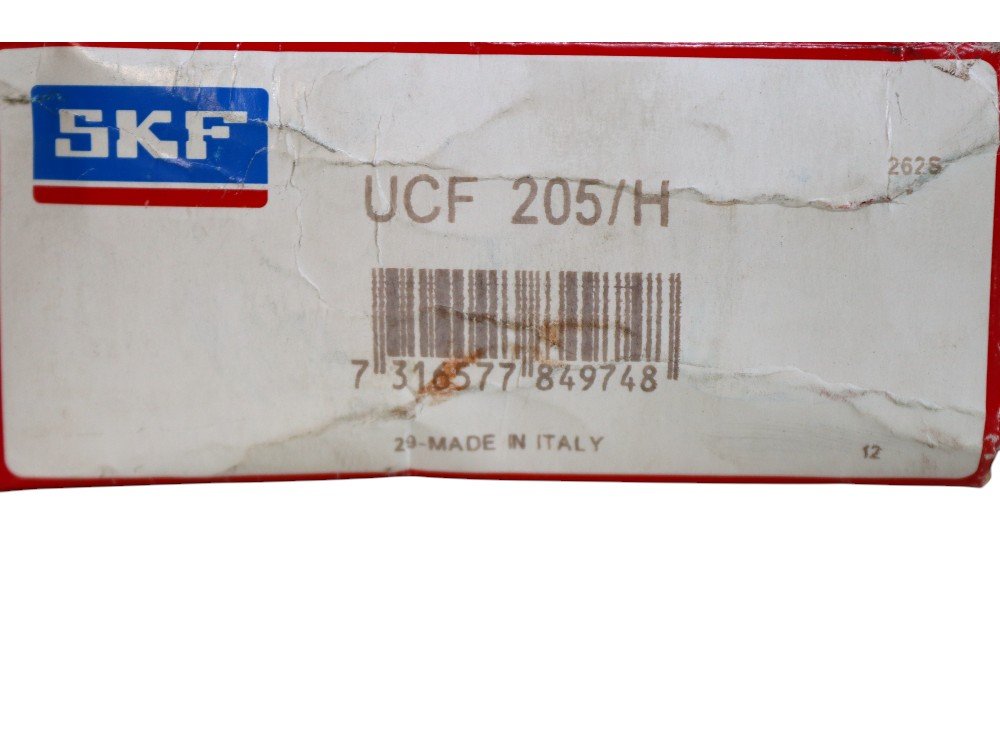 SKF
262S
UCF 205/H
7 316577 849748
29-MADE IN ITALY
12